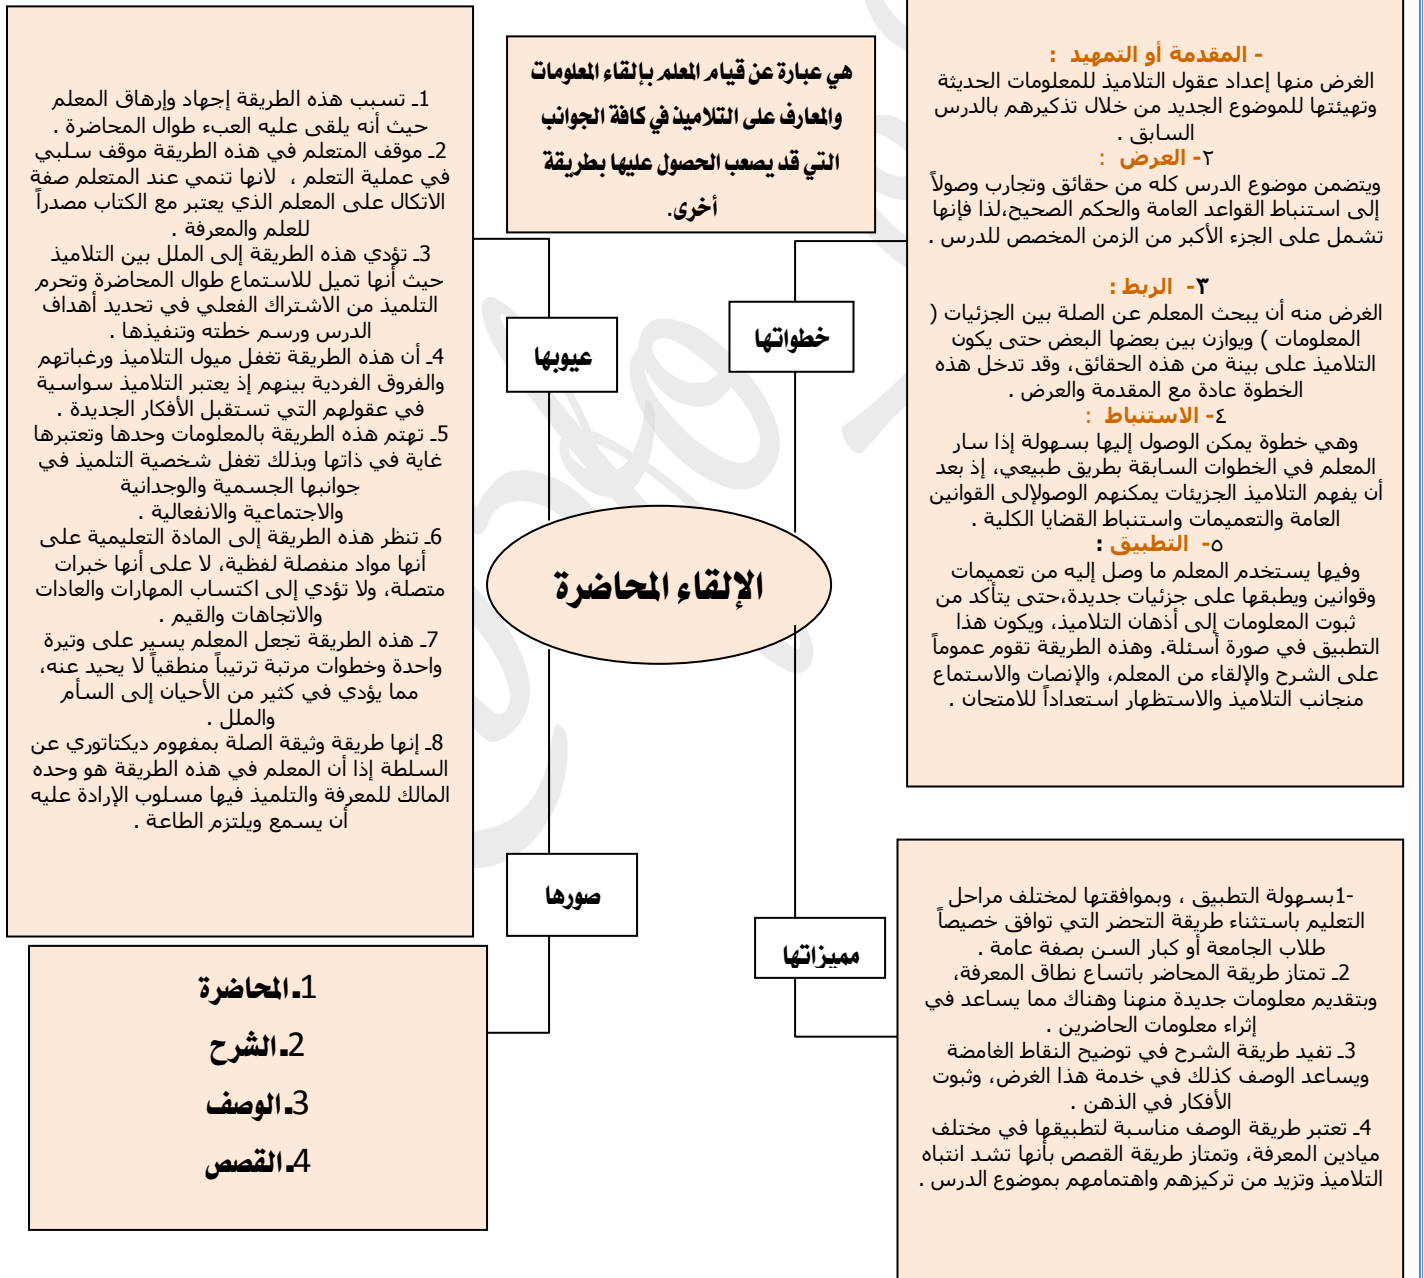 هي عبارة عن قيام المعلم بإلقاء المعلومات
والمعارف على التلاميذ في كافة الجوانب
التي قد يصعب الحصول عليها بطريقة
أخرى.
- المقدمة أو التمهيد :
الغرض منها إعداد عقول التلاميذ للمعلومات الحديثة
وتهيئتها للموضوع الجديد من خلال تذكيرهم بالدرس
السابق .
٢- العرض :
ويتضمن موضوع الدرس كله من حقائق وتجارب وصولاً
إلى استنباط القواعد العامة والحكم الصحيح،لذا فإنها
تشمل على الجزء الأكبر من الزمن المخصص للدرس .
٣- الربط :
الغرض منه أن يبحث المعلم عن الصلة بين الجزئيات (
المعلومات ) ويوازن بين بعضها البعض حتى يكون
التلاميذ على بينة من هذه الحقائق، وقد تدخل هذه
الخطوة عادة مع المقدمة والعرض .
٤- الاستنباط :
وهي خطوة يمكن الوصول إليها بسهولة إذا سار
المعلم في الخطوات السابقة بطريق طبيعي، إذ بعد
أن يفهم التلاميذ الجزيئات يمكنهم الوصولإلى القوانين
العامة والتعميمات واستنباط القضايا الكلية .
٥- التطبيق :
وفيها يستخدم المعلم ما وصل إليه من تعميمات
وقوانين ويطبقها على جزئيات جديدة،حتى يتأكد من
ثبوت المعلومات إلى أذهان التلاميذ، ويكون هذا
التطبيق في صورة أسئلة. وهذه الطريقة تقوم عموماً
على الشرح والإلقاء من المعلم، والإنصات والاستماع
منجانب التلاميذ والاستظهار استعداداً للامتحان .
خطواتها
عيوبها
1ـ تسبب هذه الطريقة إجهاد وإرهاق المعلم
حيث أنه يلقى عليه العبء طوال المحاضرة .
2ـ موقف المتعلم في هذه الطريقة موقف سلبي
في عملية التعلم ، لانها تنمي عند المتعلم صفة
الاتكال على المعلم الذي يعتبر مع الكتاب مصدراً
للعلم والمعرفة .
3ـ تؤدي هذه الطريقة إلى الملل بين التلاميذ
حيث أنها تميل للاستماع طوال المحاضرة وتحرم
التلميذ من الاشتراك الفعلي في تحديد أهداف
الدرس ورسم خطته وتنفيذها .
4ـ أن هذه الطريقة تغفل ميول التلاميذ ورغباتهم
والفروق الفردية بينهم إذ يعتبر التلاميذ سواسية
في عقولهم التي تستقبل الأفكار الجديدة .
5ـ تهتم هذه الطريقة بالمعلومات وحدها وتعتبرها
غاية في ذاتها وبذلك تغفل شخصية التلميذ في
جوانبها الجسمية والوجدانية
والاجتماعية والانفعالية .
6ـ تنظر هذه الطريقة إلى المادة التعليمية على
أنها مواد منفصلة لفظية، لا على أنها خبرات
متصلة، ولا تؤدي إلى اكتساب المهارات والعادات
والاتجاهات والقيم .
7ـ هذه الطريقة تجعل المعلم يسير على وتيرة
واحدة وخطوات مرتبة ترتيباً منطقياً لا يحيد عنه،
مما يؤدي في كثير من الأحيان إلى السأم
والملل .
8ـ إنها طريقة وثيقة الصلة بمفهوم ديكتاتوري عن
السلطة إذا أن المعلم في هذه الطريقة هو وحده
المالك للمعرفة والتلميذ فيها مسلوب الإرادة عليه
أن يسمع ويلتزم الطاعة .
الإلقاء المحاضرة
مميزاتها
-1بسهولة التطبيق ، وبموافقتها لمختلف مراحل
التعليم باستثناء طريقة التحضر التي توافق خصيصاً
طلاب الجامعة أو كبار السن بصفة عامة .
2ـ تمتاز طريقة المحاضر باتساع نطاق المعرفة،
وبتقديم معلومات جديدة منهنا وهناك مما يساعد في
إثراء معلومات الحاضرين .
3ـ تفيد طريقة الشرح في توضيح النقاط الغامضة
ويساعد الوصف كذلك في خدمة هذا الغرض، وثبوت
الأفكار في الذهن .
4ـ تعتبر طريقة الوصف مناسبة لتطبيقها في مختلف
ميادين المعرفة، وتمتاز طريقة القصص بأنها تشد انتباه
التلاميذ وتزيد من تركيزهم واهتمامهم بموضوع الدرس .
صورها
1ـ المحاضرة
2ـ الشرح
3ـ الوصف
4ـ القصص